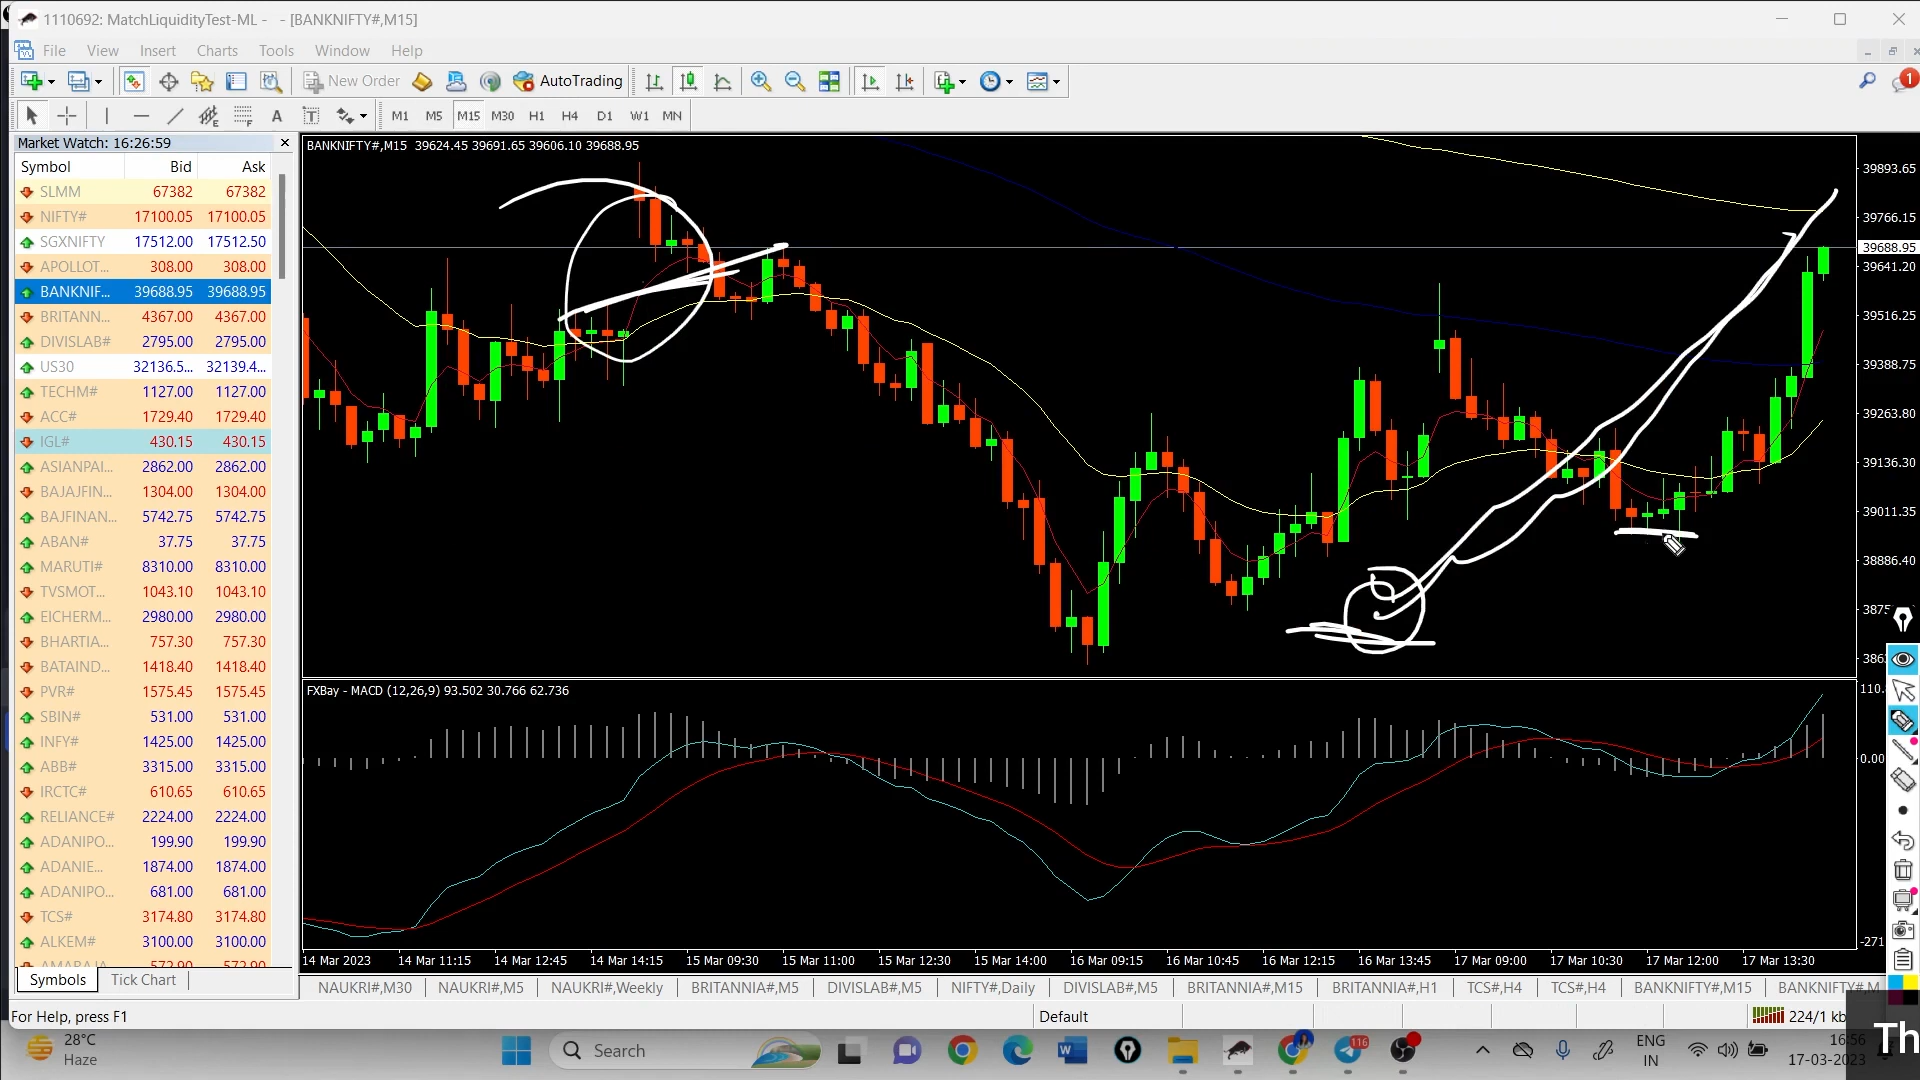 1110692: MatchLiquidityTest-ML - - [BANKNIFTY#,M15]
File View Insert Charts Tools Window Help
New Order AutoTrading
M1 M5 M15 M30 H1 H4 D1 W1 MN
Market Watch: 16:26:59
Symbol Bid Ask
SLMM 67382 67382
NIFTY# 17100.05 17100.05
SGXNIFTY 17512.00 17512.50
APOLLOT... 308.00 308.00
BANKNIF... 39688.95 39688.95
BRITANN... 4367.00 4367.00
DIVISLAB# 2795.00 2795.00
US30 32136.5... 32139.4...
TECHM# 1127.00 1127.00
ACC# 1729.40 1729.40
IGL# 430.15 430.15
ASIANPAI... 2862.00 2862.00
BAJAJFIN... 1304.00 1304.00
BAJFINAN... 5742.75 5742.75
ABAN# 37.75 37.75
MARUTI# 8310.00 8310.00
TVSMOT... 1043.10 1043.10
EICHERM... 2980.00 2980.00
BHARTIA... 757.30 757.30
BATAIND... 1418.40 1418.40
PVR# 1575.45 1575.45
SBIN# 531.00 531.00
INFY# 1425.00 1425.00
ABB# 3315.00 3315.00
IRCTC# 610.65 610.65
RELIANCE# 2224.00 2224.00
ADANIPO... 199.90 199.90
ADANIE... 1874.00 1874.00
ADANIPO... 681.00 681.00
TCS# 3174.80 3174.80
ALKEM# 3100.00 3100.00
Symbols Tick Chart
BANKNIFTY#,M15 39624.45 39691.65 39606.10 39688.95
39893.65
39766.15
39688.95
39641.20
39516.25
39388.75
39263.80
39136.30
39011.35
38886.40
FXBay - MACD (12,26,9) 93.502 30.766 62.736
110.
0.00
-271
14 Mar 2023 14 Mar 11:15 14 Mar 12:45 14 Mar 14:15 15 Mar 09:30 15 Mar 11:00 15 Mar 12:30 15 Mar 14:00 16 Mar 09:15 16 Mar 10:45 16 Mar 12:15 16 Mar 13:45 17 Mar 09:00 17 Mar 10:30 17 Mar 12:00 17 Mar 13:30
NAUKRI#,M30 NAUKRI#,M5 NAUKRI#,Weekly BRITANNIA#,M5 DIVISLAB#,M5 NIFTY#,Daily DIVISLAB#,M5 BRITANNIA#,M15 BRITANNIA#,H1 TCS#,H4 TCS#,H4 BANKNIFTY#,M15 BANKNIFTY#,M
For Help, press F1 Default 224/1 kb
28°C
Haze
Search
116
ENG
IN
16:56
17-03-2023
Th
1